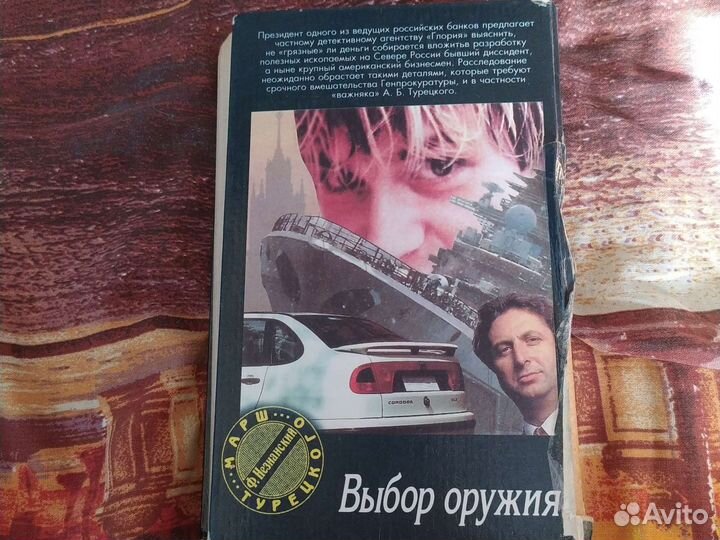 Президент одного из ведущих российских банков предлагает
частному детективному агентству «Глория» выяснить,
не «грязные» ли деньги собирается вложитьв разработку
полезных ископаемых на Севере России бывший диссидент,
а ныне крупный американский бизнесмен. Расследование
неожиданно обрастает такими деталями, которые требуют
срочного вмешательства Генпрокуратуры, и в частности
«важняка» А. Б. Турецкого.
CORDOBA
МАРШ
Ф. Незнанский
ТУРЕЦКОГО
Выбор оружия
Avito